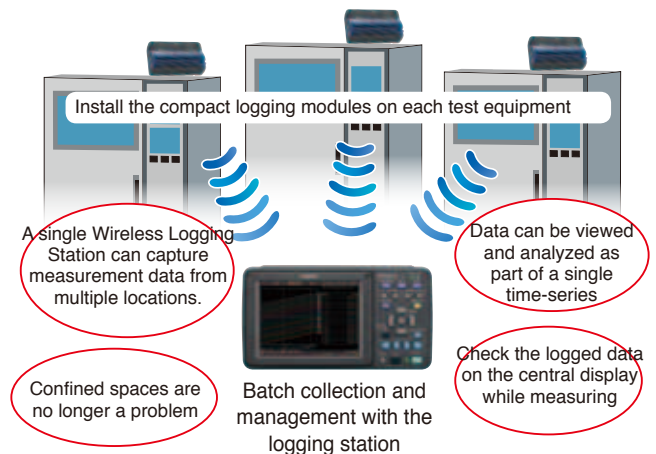 Install the compact logging modules on each test equipment
A single Wireless Logging
Station can capture
measurement data from
multiple locations.
Data can be viewed
and analyzed as
part of a single
time-series
Confined spaces are
no longer a problem
Batch collection and
management with the
logging station
Check the logged data
on the central display
while measuring